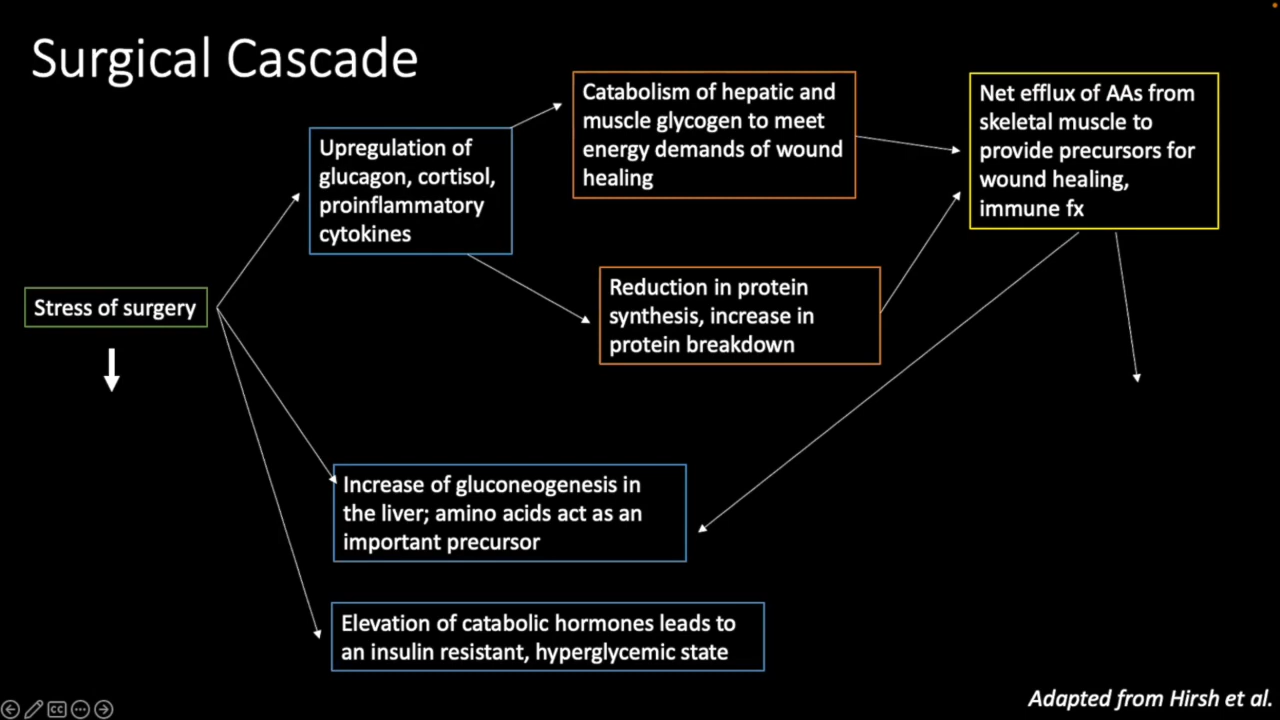 Surgical Cascade
Stress of surgery
Upregulation of
glucagon, cortisol,
proinflammatory
cytokines
Catabolism of hepatic and
muscle glycogen to meet
energy demands of wound
healing
Reduction in protein
synthesis, increase in
protein breakdown
Net efflux of AAs from
skeletal muscle to
provide precursors for
wound healing,
immune fx
Increase of gluconeogenesis in
the liver; amino acids act as an
important precursor
Elevation of catabolic hormones leads to
an insulin resistant, hyperglycemic state
Adapted from Hirsh et al.
CC